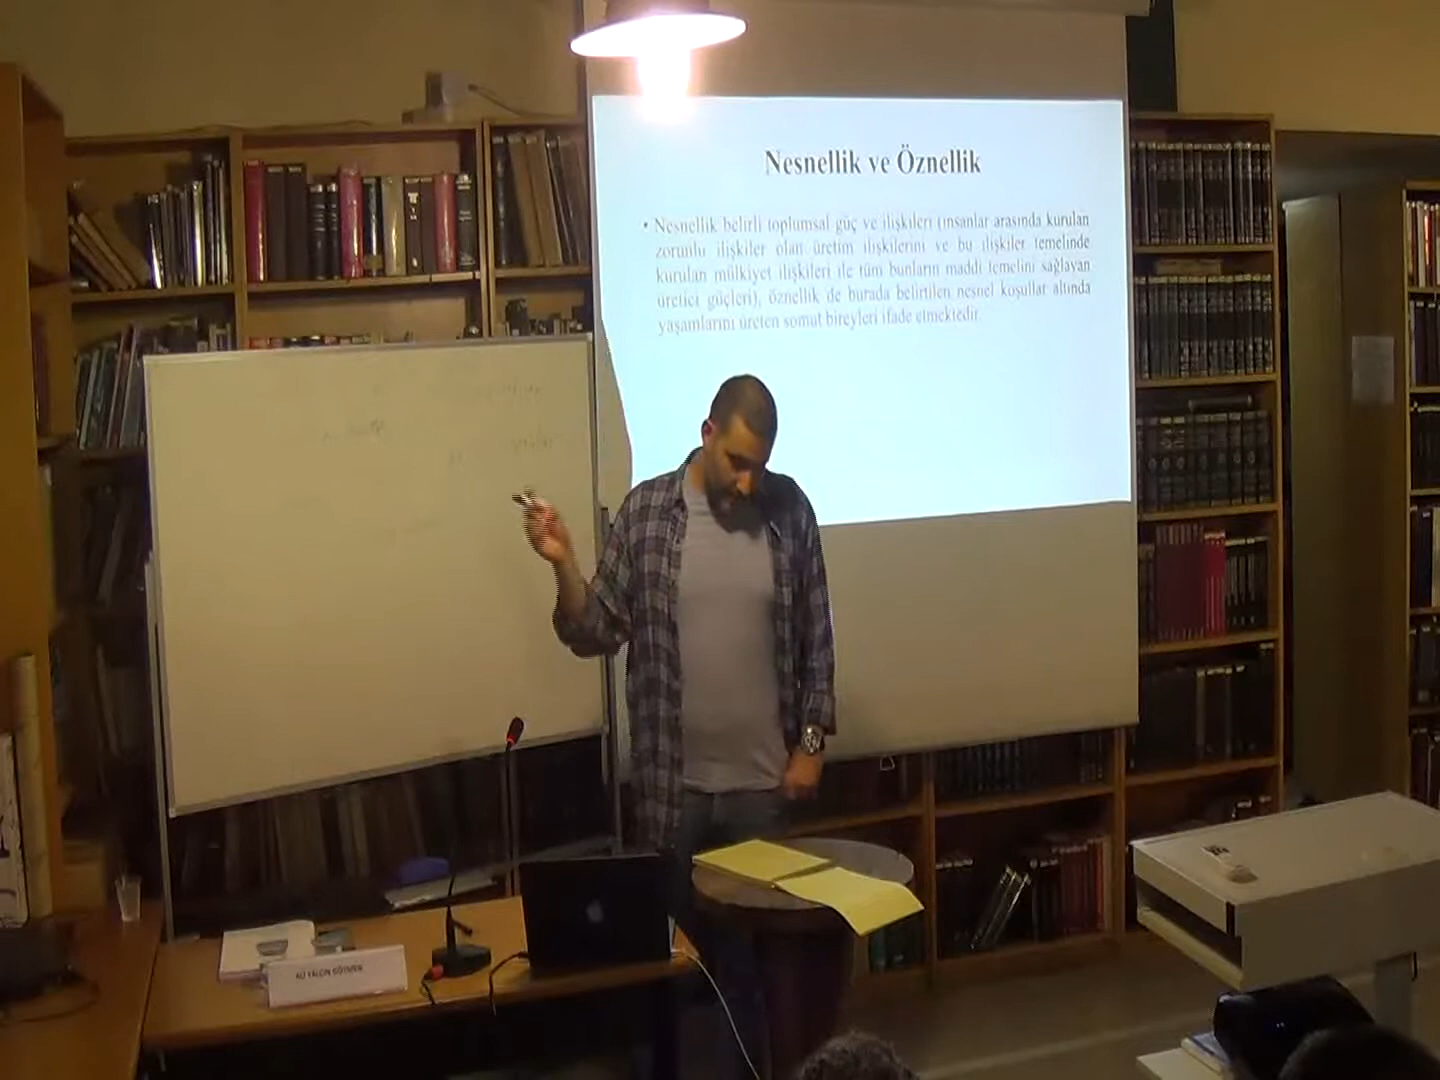 Nesnellik ve Öznellik
• Nesnellik belirli toplumsal güç ve ilişkileri (insanlar arasında kurulan
zorunlu ilişkiler olan üretim ilişkilerini ve bu ilişkiler temelinde
kurulan mülkiyet ilişkileri ile tüm bunların maddi temelini sağlayan
üretici güçleri), öznellik de burada belirtilen nesnel koşullar altında
yaşamlarını üreten somut bireyleri ifade etmektedir.
ALİ YALÇIN